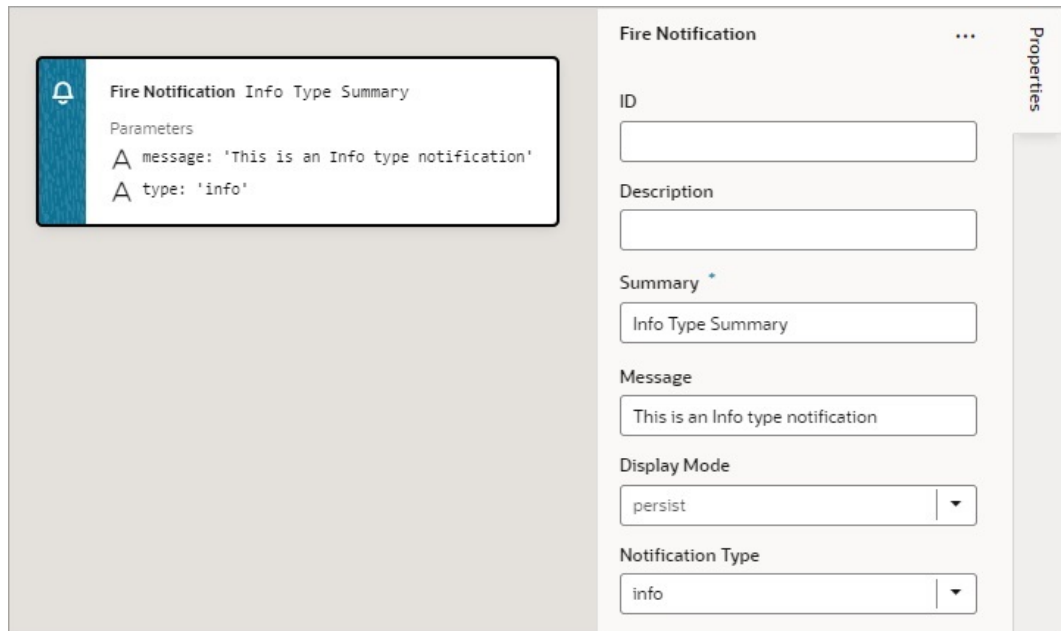 Fire Notification Info Type Summary
Parameters
A message: 'This is an Info type notification'
A type: 'info'
Fire Notification ...
ID
Description
Summary *
Info Type Summary
Message
This is an Info type notification
Display Mode
persist
Notification Type
info
Properties